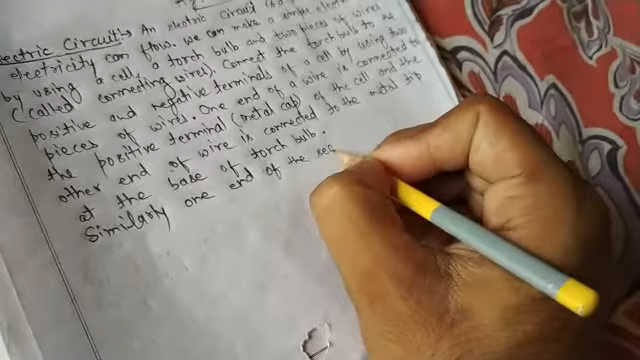 Fig.
Electric Circuit:- An electric circuit is a
electricity can flow. We can make a simple elect
by using a cell, a torch bulb and two pieces of wires
(called connecting wires). Connect the torch bulb to the
positive and negative terminals of a cell by using two
pieces of wires. One end of a wire is connected to
the positive terminal (metal cap) of the cell and the
other end of wire is connected to the metal tip
at the base of torch bulb.
Similarly one end of the sec